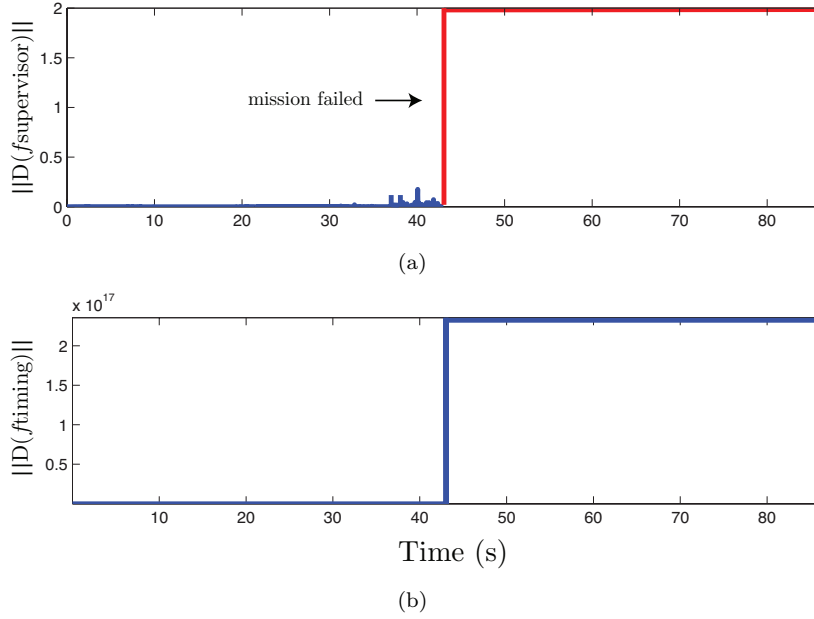 2
1.5
1
0.5
0
||D(fsupervisor)||
mission failed
0 10 20 30 40 50 60 70 80
(a)
x 10^17
2
1.5
1
0.5
||D(ftiming)||
10 20 30 40 50 60 70 80
Time (s)
(b)